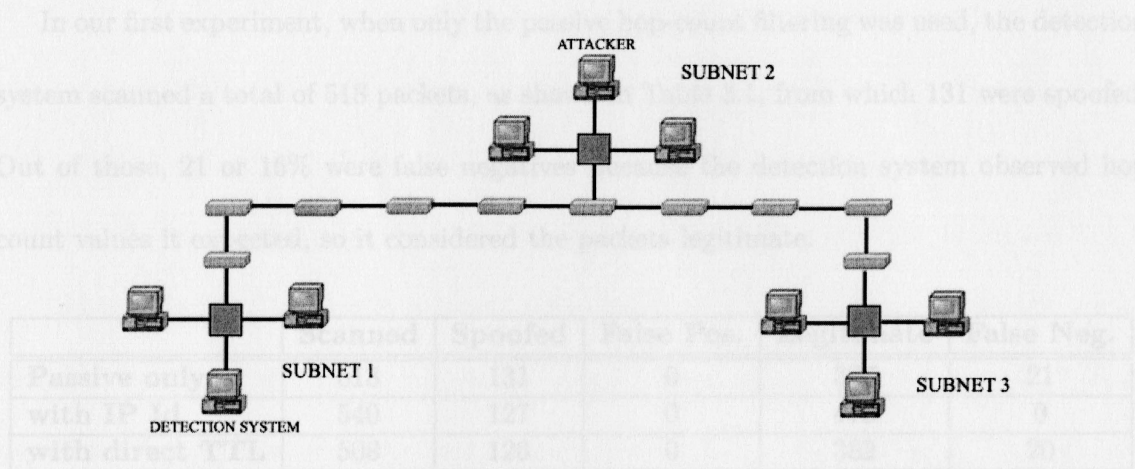 In our first experiment, when only the passive hop-count filtering was used, the detection
ATTACKER
SUBNET 2
system scanned a total of 518 packets, as shown in Table 3.1, from which 131 were spoofed
Out of those, 21 or 16% were false negatives because the detection system observed hop
count values it expected, so it considered the packets legitimate.
Scanned Spoofed False Pos. Legitimate False Neg.
Passive only 518 131 0 21
SUBNET 1
SUBNET 3
with IP Id 540 127 0 0
DETECTION SYSTEM
with direct TTL 508 126 0 382 20